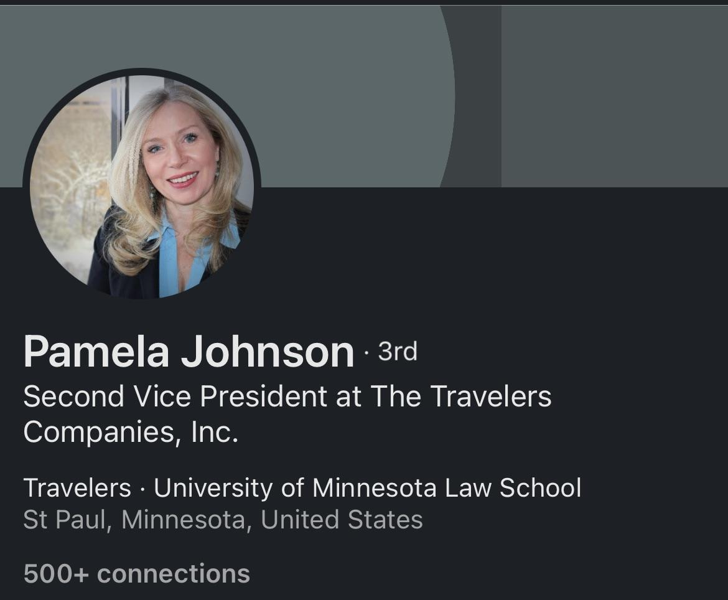 Pamela Johnson · 3rd
Second Vice President at The Travelers
Companies, Inc.
Travelers · University of Minnesota Law School
St Paul, Minnesota, United States
500+ connections